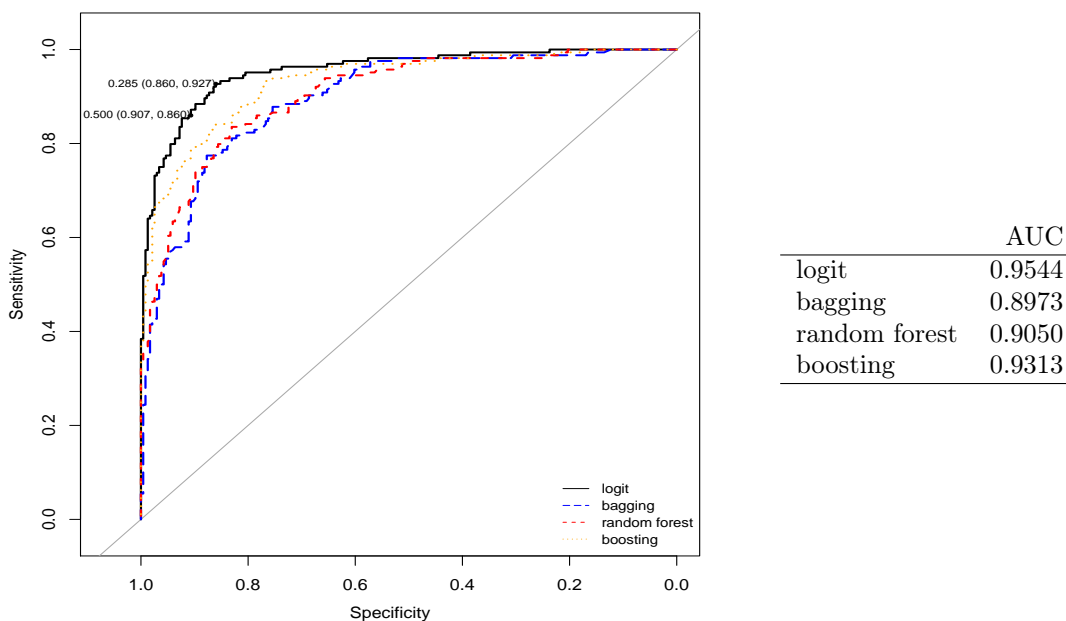 1.0
0.8
0.6
0.4
0.2
0.0
Sensitivity
0.285 (0.860, 0.927)
0.500 (0.907, 0.860)
logit
bagging
random forest
boosting
1.0 0.8 0.6 0.4 0.2 0.0
Specificity
AUC
logit 0.9544
bagging 0.8973
random forest 0.9050
boosting 0.9313